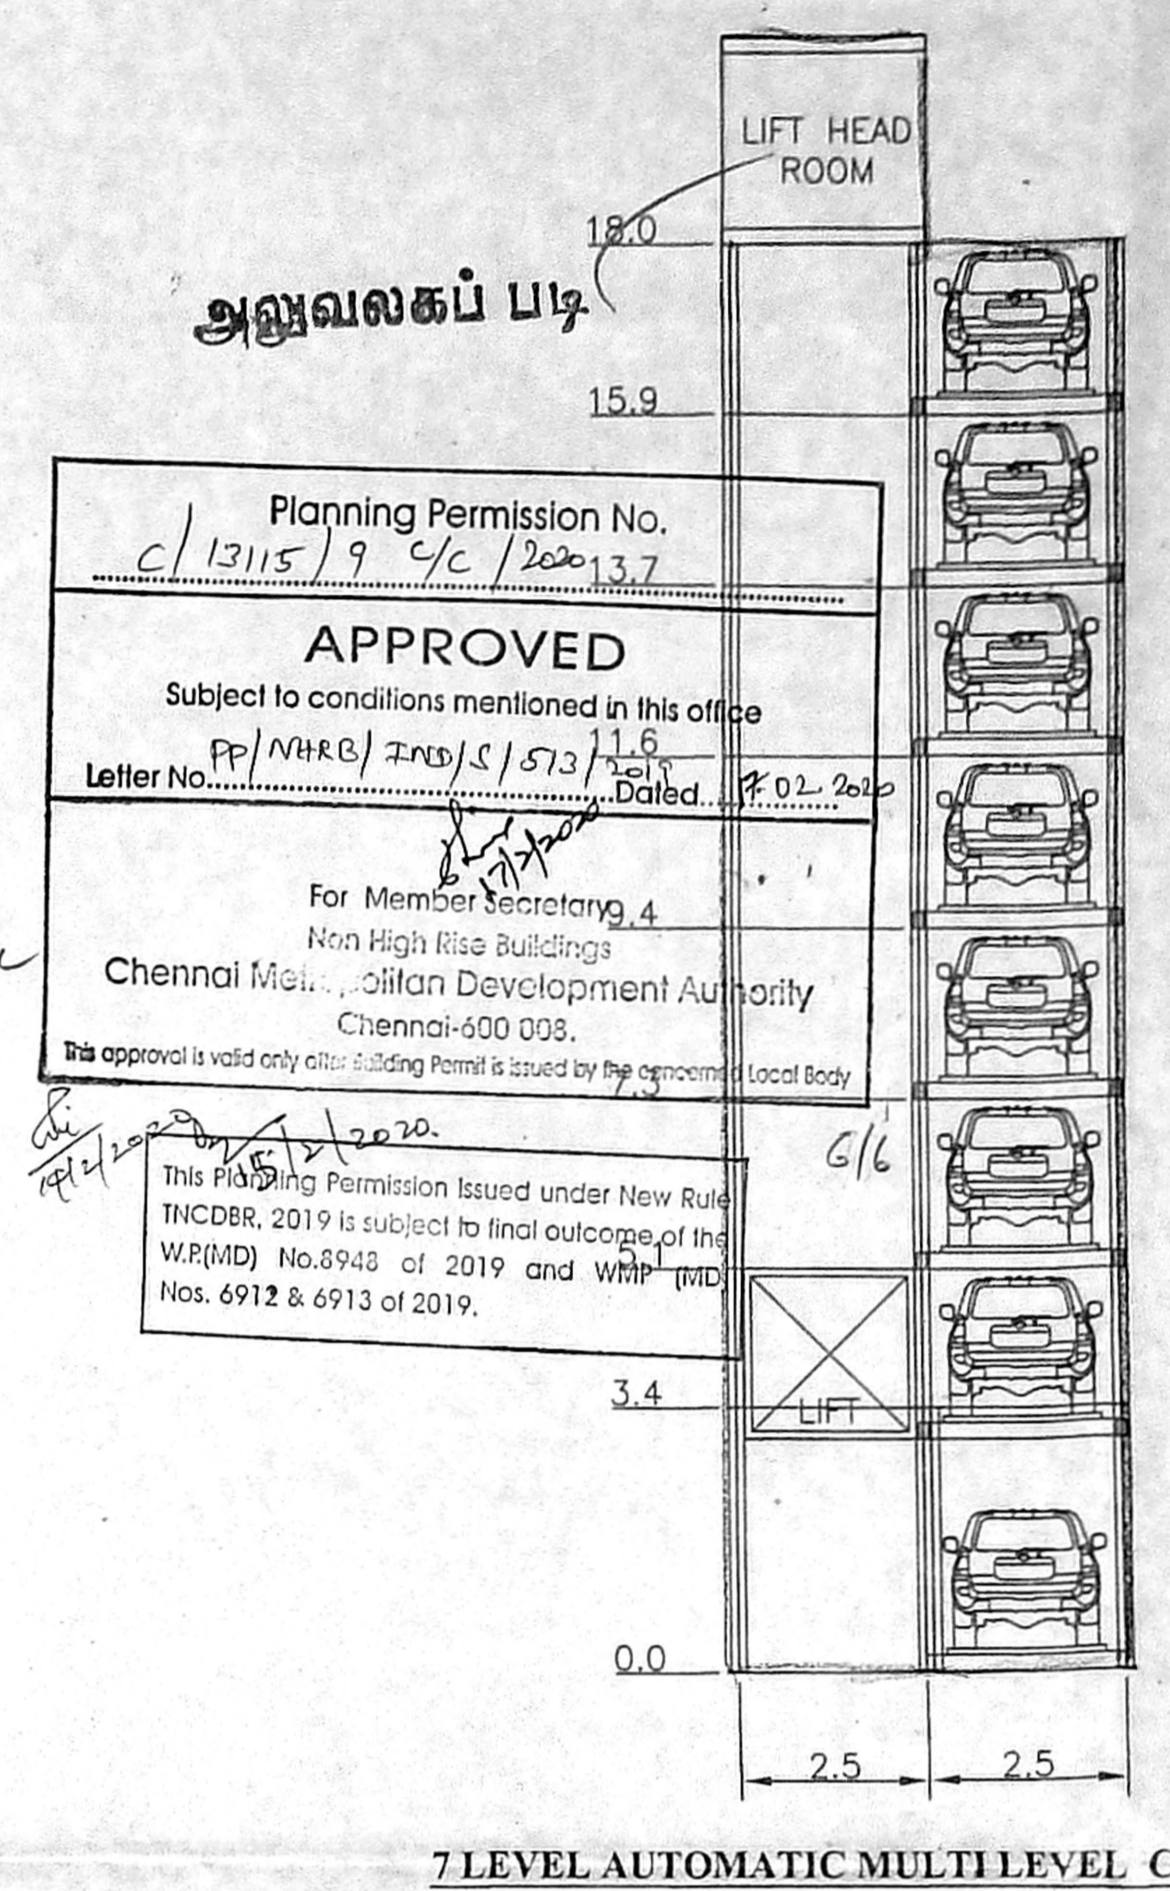 LIFT HEAD
ROOM
18.0
அலுவலகப் படி
15.9
Planning Permission No.
C/13115/9 C/C/2020
13.7
APPROVED
Subject to conditions mentioned in this office
11.6
PP/NHRB/IND/S/513/2019
Letter No. Dated 7.02.2020
17/2/2020
For Member Secretary
9.4
Non High Rise Buildings
Chennai Metropolitan Development Authority
Chennai-600 008.
This approval is valid only after Building Permit is issued by the concerned Local Body
7.3
14/2/2020
15/2/2020.
6/6
This Planning Permission Issued under New Rule
TNCDBR, 2019 is subject to final outcome of the
W.P.(MD) No.8948 of 2019 and WMP (MD)
5.1
Nos. 6912 & 6913 of 2019.
3.4
LIFT
0.0
2.5 2.5
7 LEVEL AUTOMATIC MULTI LEVEL C